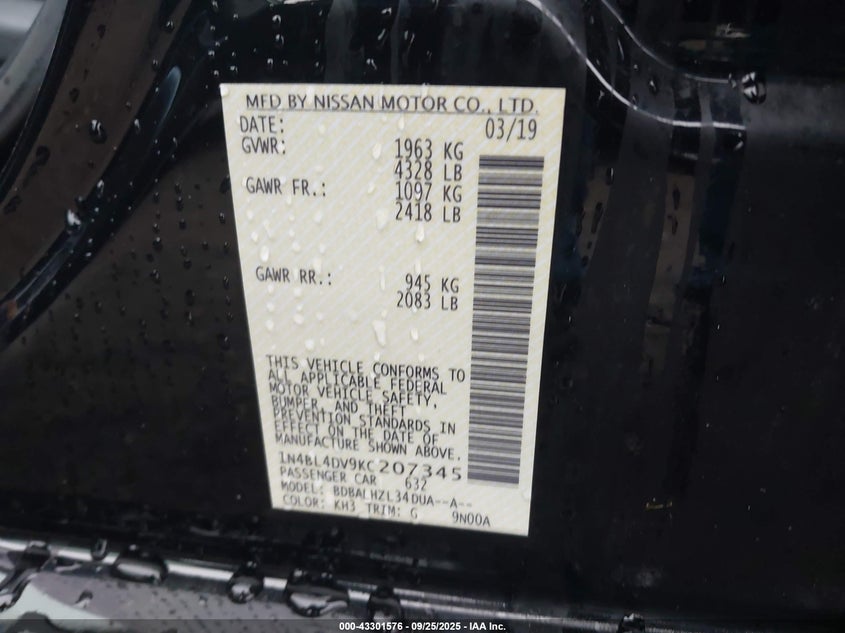 MFD BY NISSAN MOTOR CO., LTD.
DATE: 03/19
GVWR: 1963 KG
4328 LB
GAWR FR.: 1097 KG
2418 LB
GAWR RR.: 945 KG
2083 LB
THIS VEHICLE CONFORMS TO
ALL APPLICABLE FEDERAL
MOTOR VEHICLE SAFETY,
BUMPER, AND THEFT
PREVENTION STANDARDS IN
EFFECT ON THE DATE OF
MANUFACTURE SHOWN ABOVE.
1N4BL4DV9KC207345
PASSENGER CAR 632
MODEL: BDBALHZL34DUA--A--
COLOR: KH3 TRIM: G 9N00A
000-43301576 - 09/25/2025 - IAA Inc.